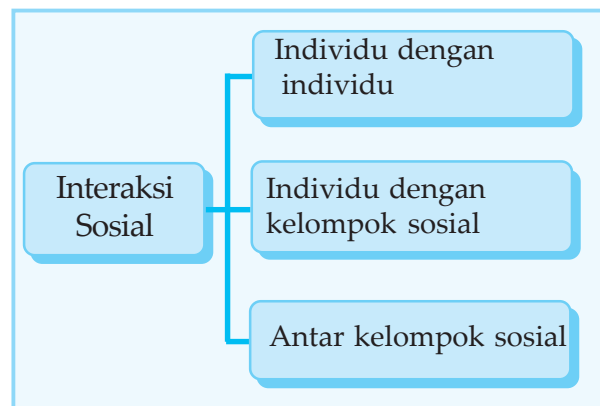 Interaksi
Sosial
Individu dengan
individu
Individu dengan
kelompok sosial
Antar kelompok sosial